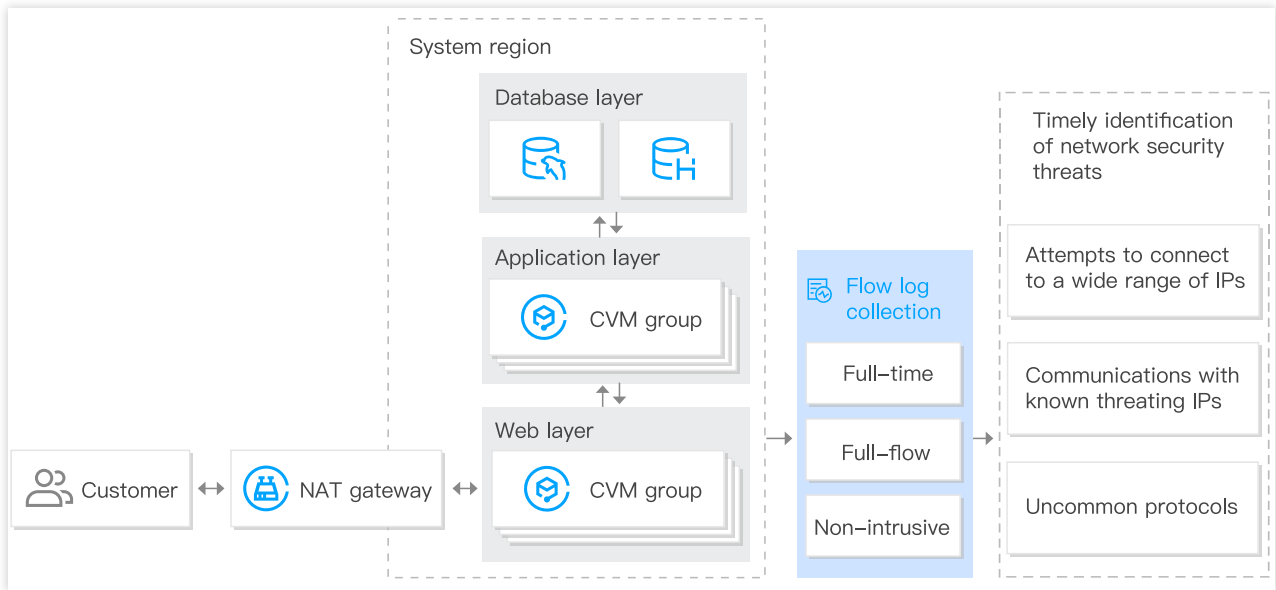 System region
Database layer
Application layer
CVM group
Web layer
CVM group
Customer
NAT gateway
Flow log
collection
Full-time
Full-flow
Non-intrusive
Timely identification
of network security
threats
Attempts to connect
to a wide range of IPs
Communications with
known threating IPs
Uncommon protocols